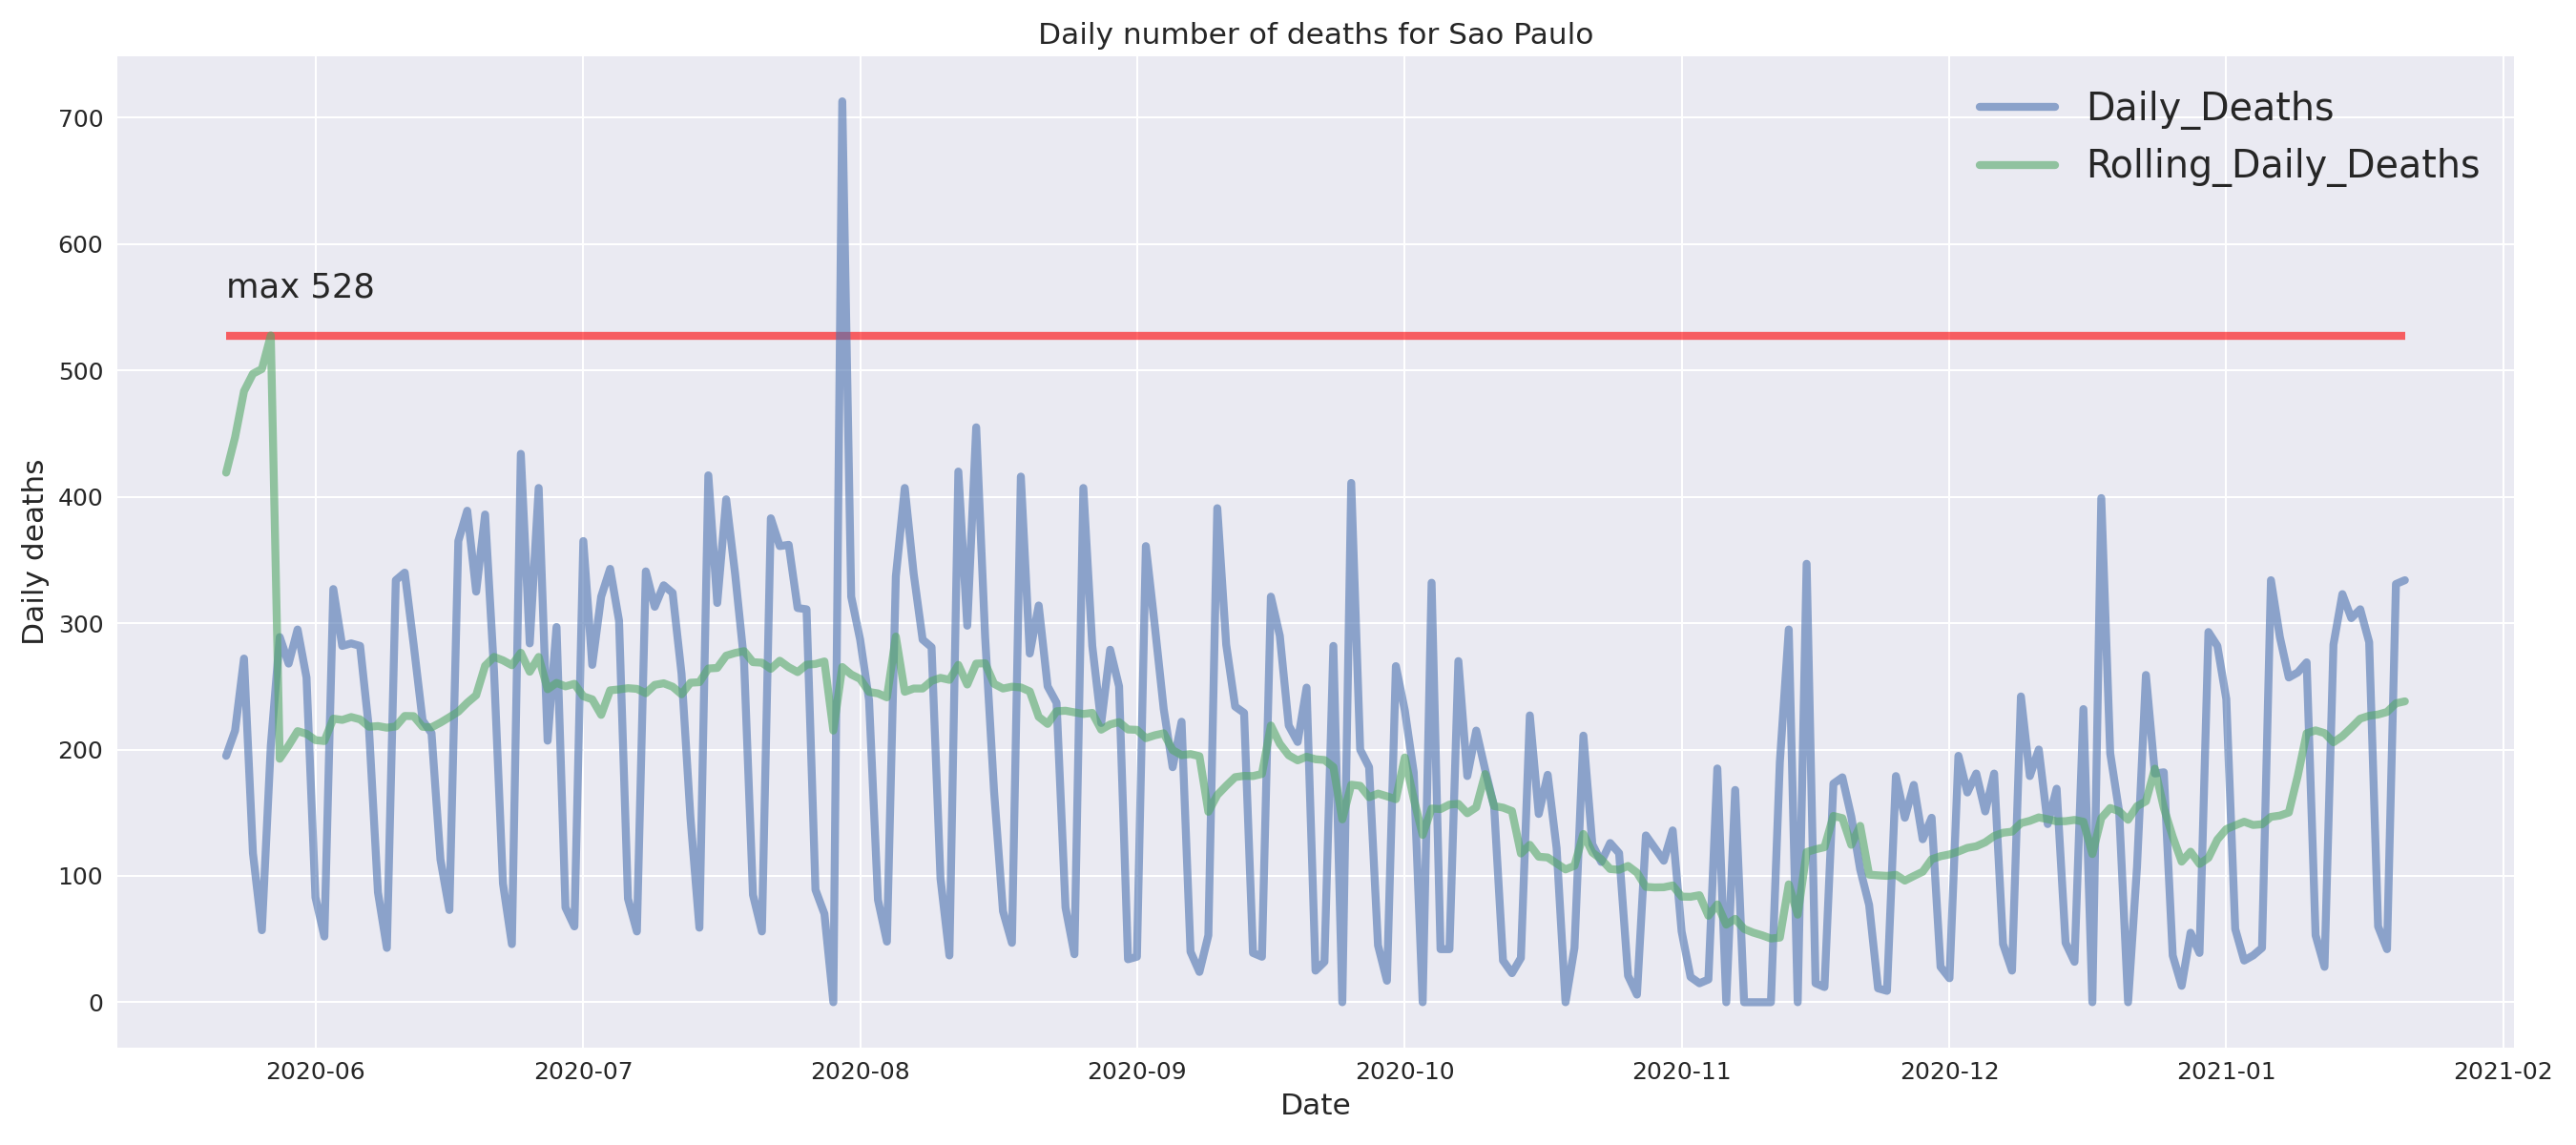 Daily number of deaths for Sao Paulo
Daily_Deaths
Rolling_Daily_Deaths
max 528
Daily deaths
700
600
500
400
300
200
100
0
2020-06 2020-07 2020-08 2020-09 2020-10 2020-11 2020-12 2021-01 2021-02
Date